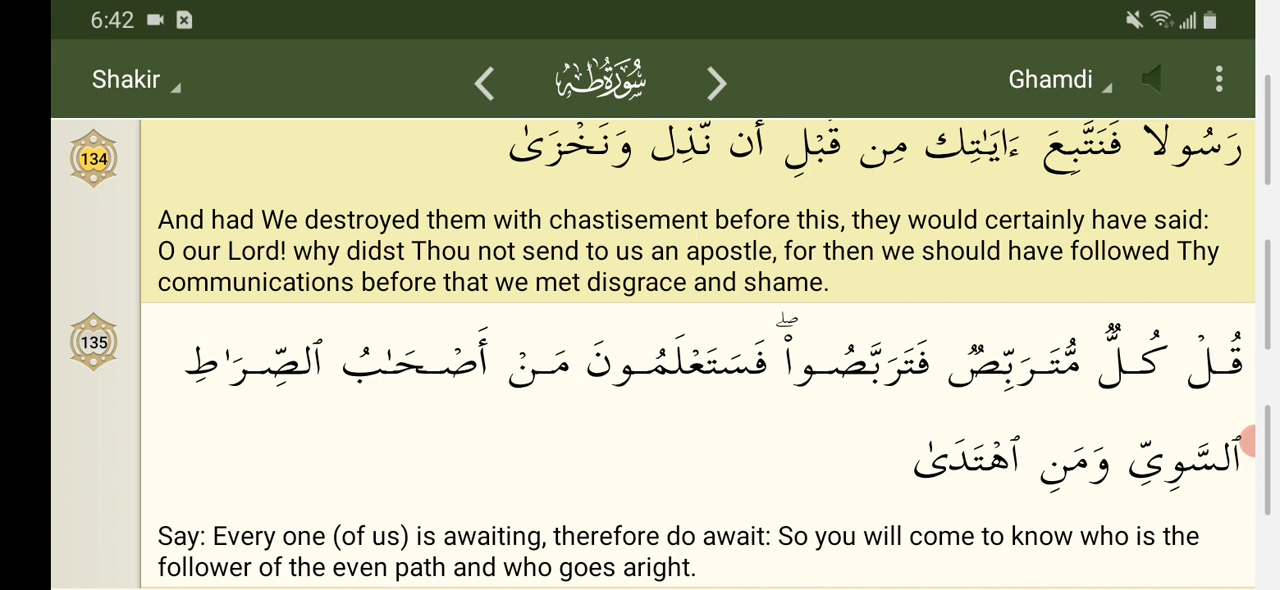 6:42
Shakir سُورَةُ طه Ghamdi
134
رَسُولًا فَنَتَّبِعَ ءَايَـٰتِكَ مِن قَبْلِ أَن نَّذِلَّ وَنَخْزَىٰ
And had We destroyed them with chastisement before this, they would certainly have said:
O our Lord! why didst Thou not send to us an apostle, for then we should have followed Thy
communications before that we met disgrace and shame.
135
قُلْ كُلٌّ مُّتَرَبِّصٌ فَتَرَبَّصُوا۟ ۖ فَسَتَعْلَمُونَ مَنْ أَصْحَـٰبُ ٱلصِّرَٰطِ
ٱلسَّوِىِّ وَمَنِ ٱهْتَدَىٰ
Say: Every one (of us) is awaiting, therefore do await: So you will come to know who is the
follower of the even path and who goes aright.